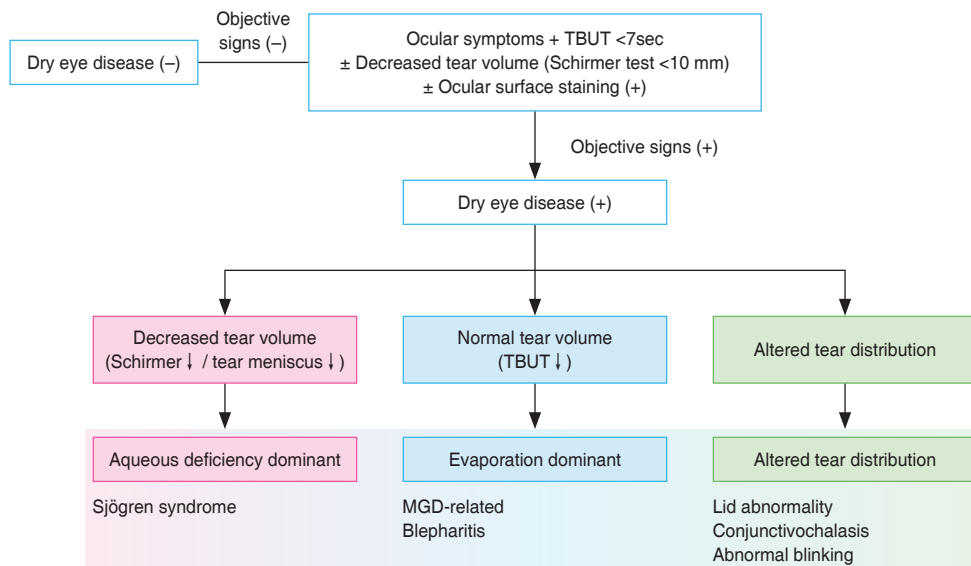 Objective
signs (–)
Dry eye disease (–)
Ocular symptoms + TBUT <7sec
± Decreased tear volume (Schirmer test <10 mm)
± Ocular surface staining (+)
Objective signs (+)
Dry eye disease (+)
Decreased tear volume
(Schirmer ↓ / tear meniscus ↓)
Normal tear volume
(TBUT ↓)
Altered tear distribution
Aqueous deficiency dominant
Evaporation dominant
Altered tear distribution
Sjögren syndrome
MGD-related
Blepharitis
Lid abnormality
Conjunctivochalasis
Abnormal blinking